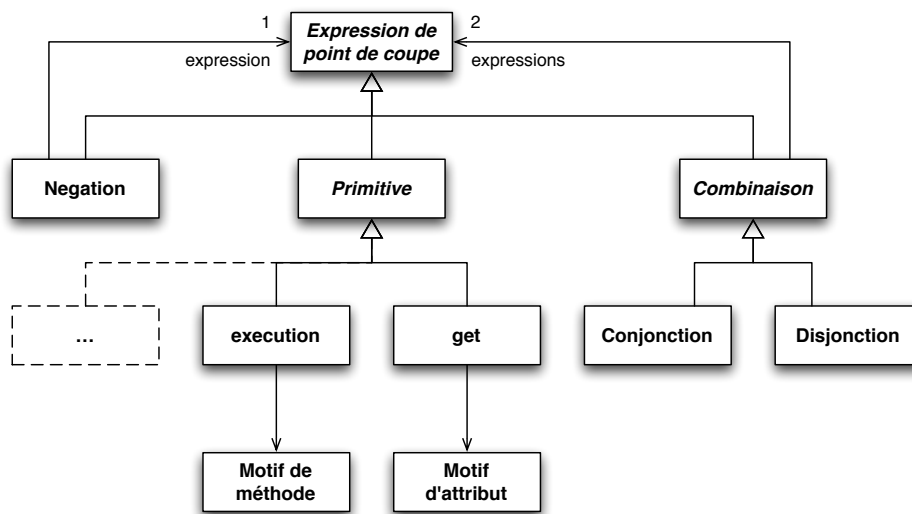 1
Expression de
point de coupe
2
expression
expressions
Negation
Primitive
Combinaison
...
execution
get
Conjonction
Disjonction
Motif de
méthode
Motif
d'attribut